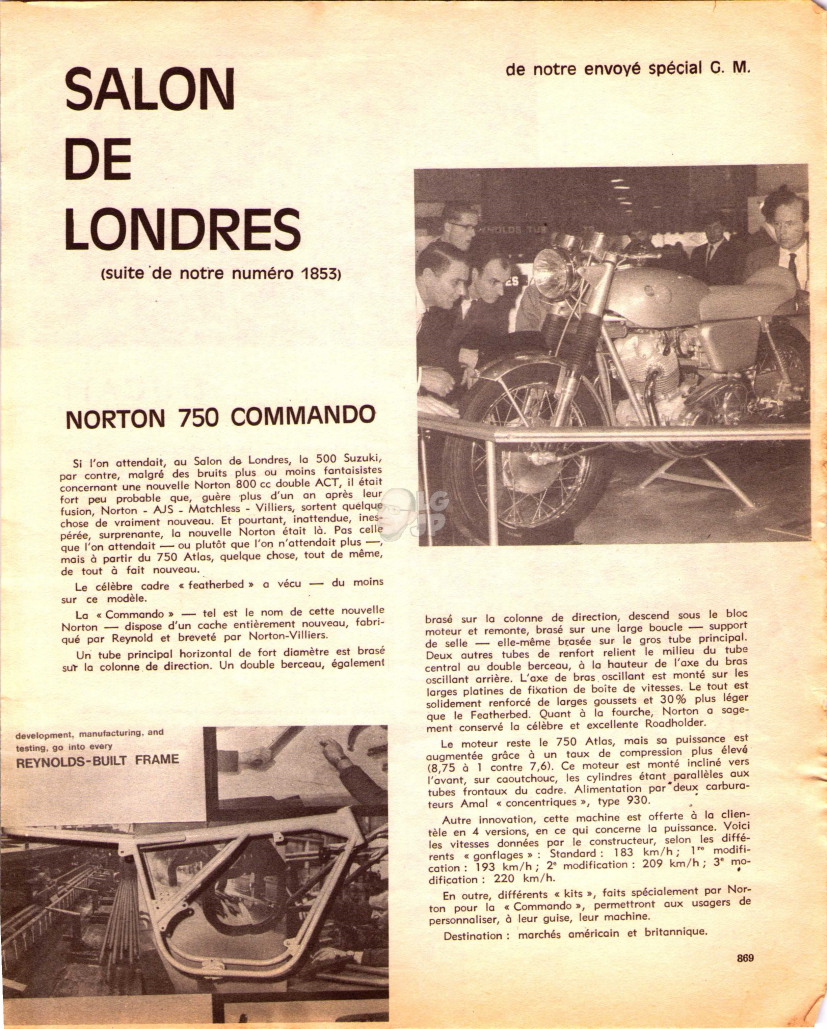 SALON
DE
LONDRES
(suite de notre numéro 1853)
de notre envoyé spécial G. M.
NORTON 750 COMMANDO
Si l'on attendait, au Salon de Londres, la 500 Suzuki,
par contre, malgré des bruits plus ou moins fantaisistes
concernant une nouvelle Norton 800 cc double ACT, il était
fort peu probable que, guère plus d'un an après leur
fusion, Norton - AJS - Matchless - Villiers, sortent quelque
chose de vraiment nouveau. Et pourtant, inattendue, ines-
pérée, surprenante, la nouvelle Norton était là. Pas celle
que l'on attendait — ou plutôt que l'on n'attendait plus —,
mais à partir du 750 Atlas, quelque chose, tout de même,
de tout à fait nouveau.
Le célèbre cadre « featherbed » a vécu — du moins
sur ce modèle.
La « Commando » — tel est le nom de cette nouvelle
Norton — dispose d'un cache entièrement nouveau, fabri-
qué par Reynold et breveté par Norton-Villiers.
Un tube principal horizontal de fort diamètre est brasé
sur la colonne de direction. Un double berceau, également
brasé sur la colonne de direction, descend sous le bloc
moteur et remonte, brasé sur une large boucle — support
de selle — elle-même brasée sur le gros tube principal.
Deux autres tubes de renfort relient le milieu du tube
central au double berceau, à la hauteur de l'axe du bras
oscillant arrière. L'axe de bras oscillant est monté sur les
larges platines de fixation de boîte de vitesses. Le tout est
solidement renforcé de larges goussets et 30% plus léger
que le Featherbed. Quant à la fourche, Norton a sage-
ment conservé la célèbre et excellente Roadholder.
Le moteur reste le 750 Atlas, mais sa puissance est
augmentée grâce à un taux de compression plus élevé
(8,75 à 1 contre 7,6). Ce moteur est monté incliné vers
l'avant, sur caoutchouc, les cylindres étant parallèles aux
tubes frontaux du cadre. Alimentation par deux carbura-
teurs Amal « concentriques », type 930.
Autre innovation, cette machine est offerte à la clien-
tèle en 4 versions, en ce qui concerne la puissance. Voici
les vitesses données par le constructeur, selon les diffé-
rents « gonflages » : Standard : 183 km/h ; 1re modifi-
cation : 193 km/h ; 2e modification : 209 km/h ; 3e mo-
dification : 220 km/h.
En outre, différents « kits », faits spécialement par Nor-
ton pour la « Commando », permettront aux usagers de
personnaliser, à leur guise, leur machine.
Destination : marchés américain et britannique.
development, manufacturing, and
testing, go into every
REYNOLDS-BUILT FRAME
869